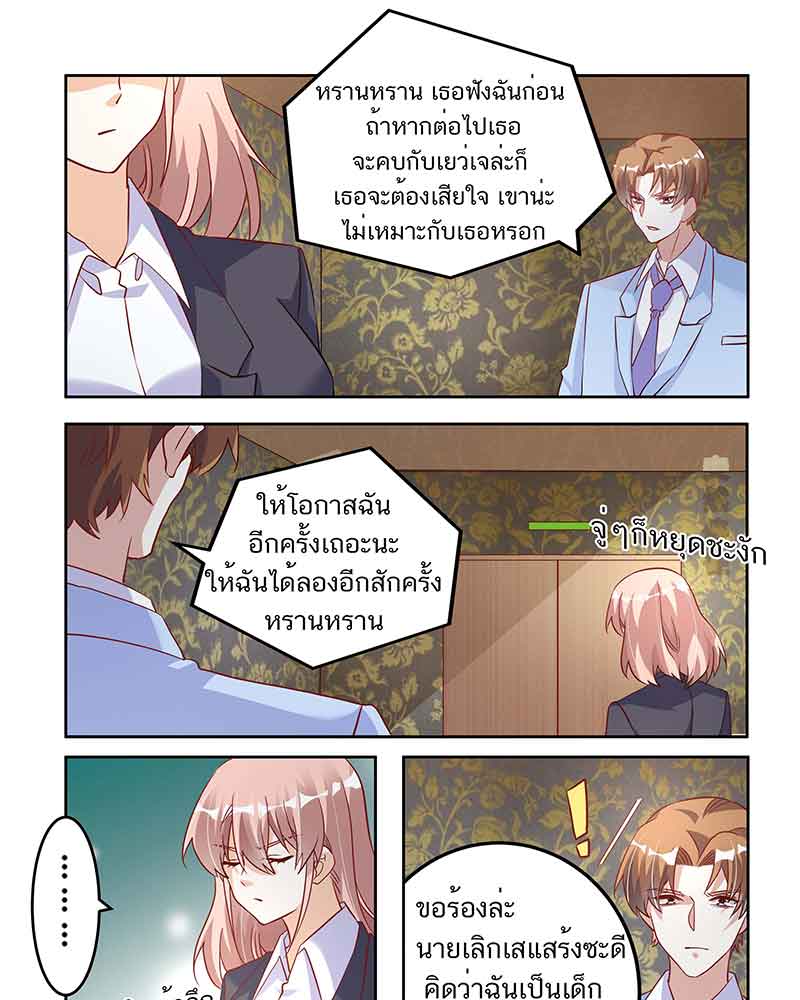 หรานหราน เธอฟังฉันก่อน
ถ้าหากต่อไปเธอ
จะคบกับเยว่เจล่ะก็
เธอจะต้องเสียใจ เขาน่ะ
ไม่เหมาะกับเธอหรอก
ให้โอกาสฉัน
อีกครั้งเถอะนะ
ให้ฉันได้ลองอีกสักครั้ง
หรานหราน
จู่ๆก็หยุดชะงัก
.......
!
ขอร้องล่ะ
นายเลิกเสแสร้งซะดี
คิดว่าฉันเป็นเด็ก